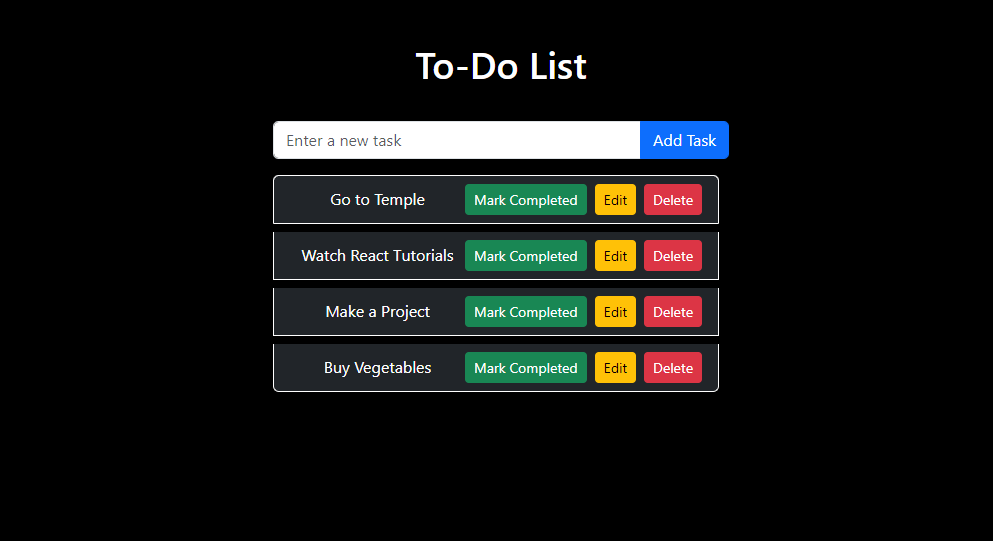 To-Do List
Enter a new task Add Task
Go to Temple Mark Completed Edit Delete
Watch React Tutorials Mark Completed Edit Delete
Make a Project Mark Completed Edit Delete
Buy Vegetables Mark Completed Edit Delete